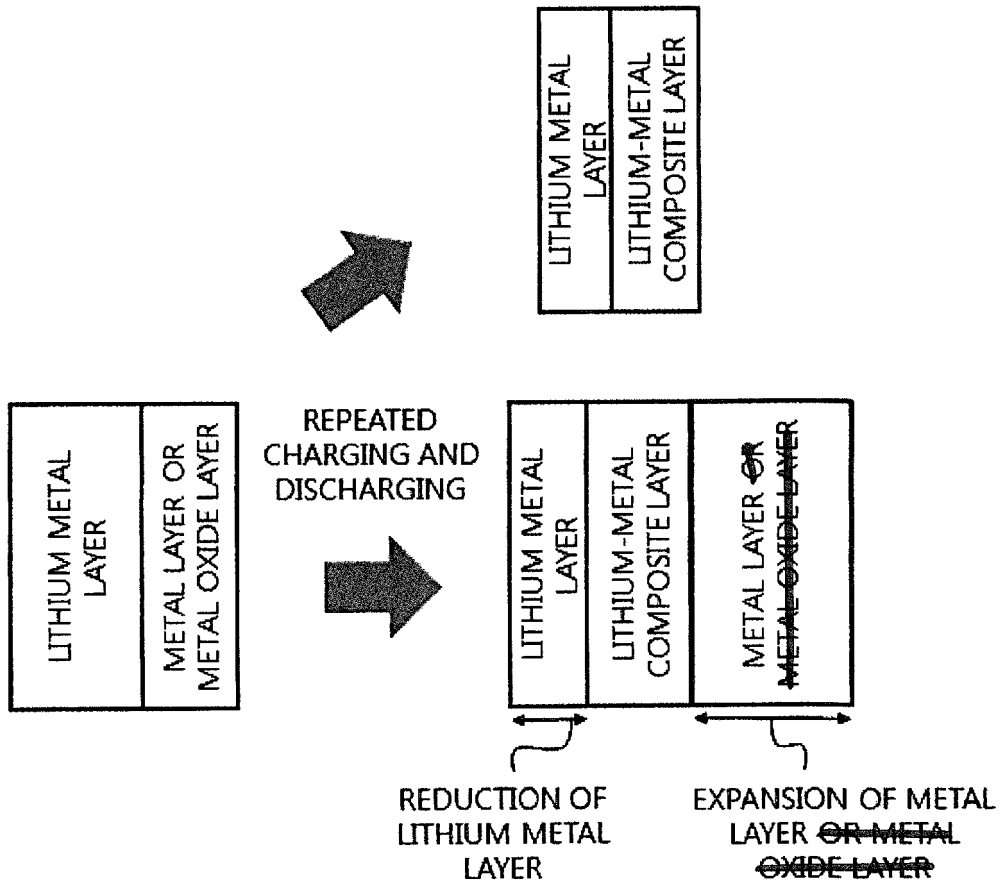 LITHIUM METAL
LAYER
LITHIUM-METAL
COMPOSITE LAYER
LITHIUM METAL
LAYER
METAL LAYER OR
METAL OXIDE LAYER
REPEATED
CHARGING AND
DISCHARGING
LITHIUM METAL
LAYER
LITHIUM-METAL
COMPOSITE LAYER
METAL LAYER OR
METAL OXIDE LAYER
REDUCTION OF
LITHIUM METAL
LAYER
EXPANSION OF METAL
LAYER OR METAL
OXIDE LAYER